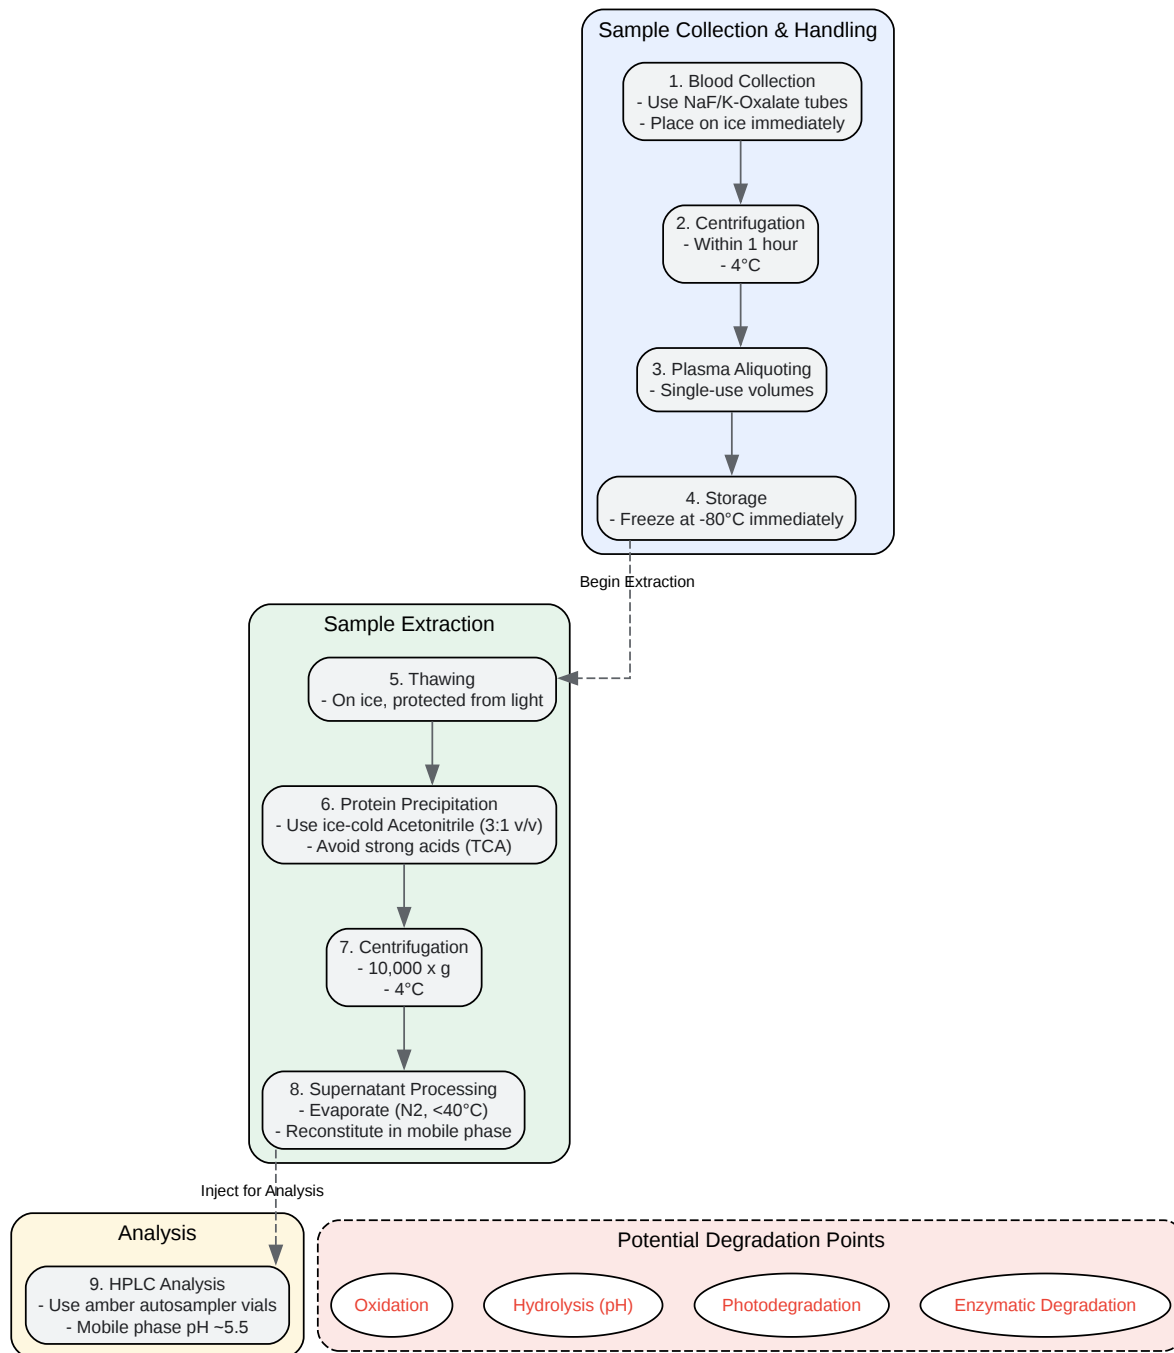 Sample Collection & Handling
1. Blood Collection
- Use NaF/K-Oxalate tubes
- Place on ice immediately
2. Centrifugation
- Within 1 hour
- 4°C
3. Plasma Aliquoting
- Single-use volumes
4. Storage
- Freeze at -80°C immediately
Begin Extraction
Sample Extraction
5. Thawing
- On ice, protected from light
6. Protein Precipitation
- Use ice-cold Acetonitrile (3:1 v/v)
- Avoid strong acids (TCA)
7. Centrifugation
- 10,000 x g
- 4°C
8. Supernatant Processing
- Evaporate (N2, <40°C)
- Reconstitute in mobile phase
Inject for Analysis
Analysis
9. HPLC Analysis
- Use amber autosampler vials
- Mobile phase pH ~5.5
Potential Degradation Points
Oxidation
Hydrolysis (pH)
Photodegradation
Enzymatic Degradation